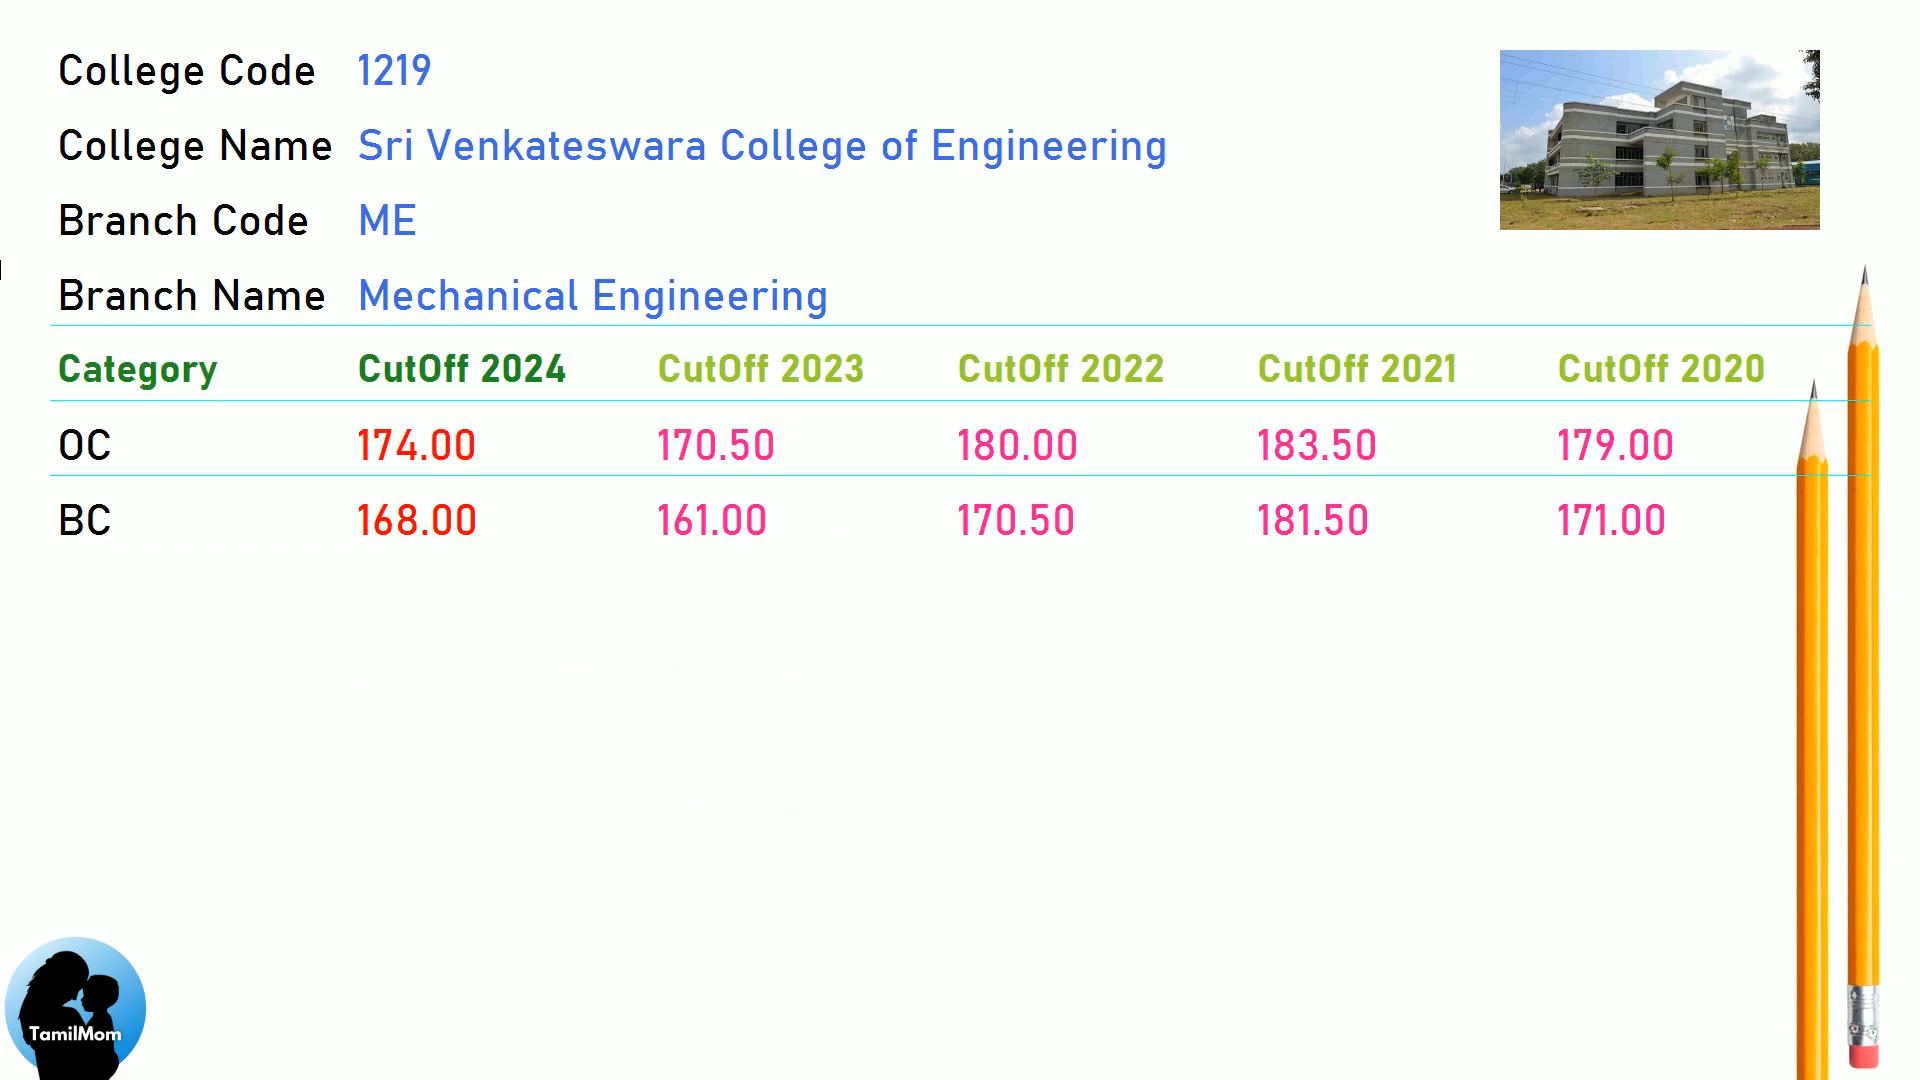 College Code 1219
College Name Sri Venkateswara College of Engineering
Branch Code ME
Branch Name Mechanical Engineering
Category CutOff 2024 CutOff 2023 CutOff 2022 CutOff 2021 CutOff 2020
OC 174.00 170.50 180.00 183.50 179.00
BC 168.00 161.00 170.50 181.50 171.00
TamilMom